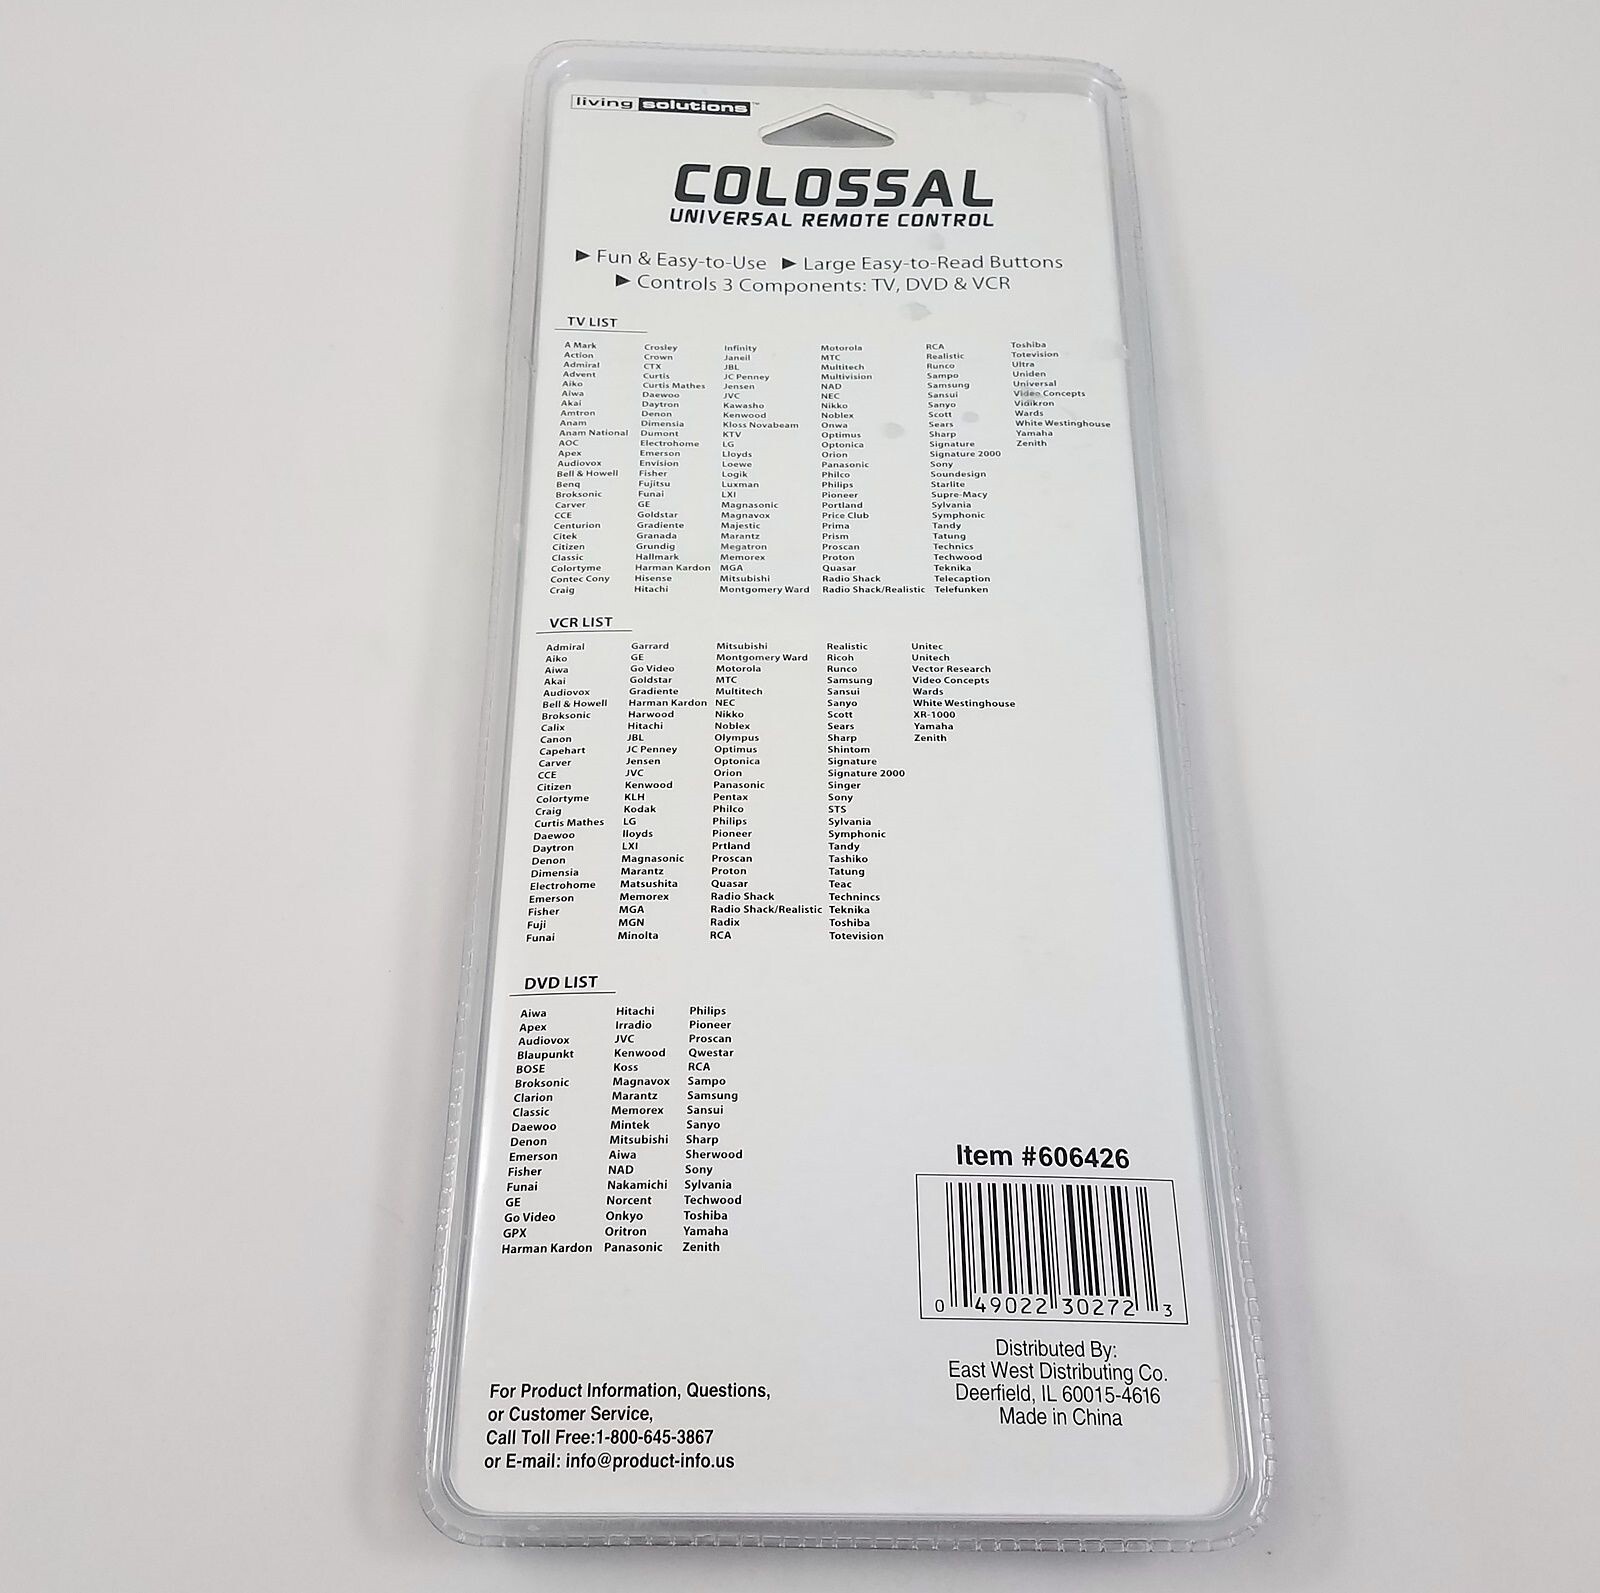 living solutions™
COLOSSAL
UNIVERSAL REMOTE CONTROL
▶ Fun & Easy-to-Use ▶ Large Easy-to-Read Buttons
▶ Controls 3 Components: TV, DVD & VCR
TV LIST
A Mark
Action
Admiral
Advent
Aiko
Aiwa
Akai
Amtron
Anam
Anam National
AOC
Apex
Audiovox
Bell & Howell
Benq
Broksonic
Carver
CCE
Centurion
Citek
Citizen
Classic
Colortyme
Contec Cony
Craig
Crosley
Crown
CTX
Curtis
Curtis Mathes
Daewoo
Daytron
Denon
Dimensia
Dumont
Electrohome
Emerson
Envision
Fisher
Fujitsu
Funai
GE
Goldstar
Gradiente
Granada
Grundig
Hallmark
Harman Kardon
Hisense
Hitachi
Infinity
Janeil
JBL
JC Penney
Jensen
JVC
Kawasho
Kenwood
Kloss Novabeam
KTV
LG
Lloyds
Loewe
Logik
Luxman
LXI
Magnasonic
Magnavox
Majestic
Marantz
Megatron
Memorex
MGA
Mitsubishi
Montgomery Ward
Motorola
MTC
Multitech
Multivision
NAD
NEC
Nikko
Noblex
Onwa
Optimus
Optonica
Orion
Panasonic
Philco
Philips
Pioneer
Portland
Price Club
Prima
Prism
Proscan
Proton
Quasar
Radio Shack
Radio Shack/Realistic
RCA
Realistic
Runco
Sampo
Samsung
Sansui
Sanyo
Scott
Sears
Sharp
Signature
Signature 2000
Sony
Soundesign
Starlite
Supre-Macy
Sylvania
Symphonic
Tandy
Tatung
Technics
Techwood
Teknika
Telecaption
Telefunken
Toshiba
Totevision
Ultra
Uniden
Universal
Video Concepts
Vidikron
Wards
White Westinghouse
Yamaha
Zenith
VCR LIST
Admiral
Aiko
Aiwa
Akai
Audiovox
Bell & Howell
Broksonic
Calix
Canon
Capehart
Carver
CCE
Citizen
Colortyme
Craig
Curtis Mathes
Daewoo
Daytron
Denon
Dimensia
Electrohome
Emerson
Fisher
Fuji
Funai
Garrard
GE
Go Video
Goldstar
Gradiente
Harman Kardon
Harwood
Hitachi
JBL
JC Penney
Jensen
JVC
Kenwood
KLH
Kodak
LG
lloyds
LXI
Magnasonic
Marantz
Matsushita
Memorex
MGA
MGN
Minolta
Mitsubishi
Montgomery Ward
Motorola
MTC
Multitech
NEC
Nikko
Noblex
Olympus
Optimus
Optonica
Orion
Panasonic
Pentax
Philco
Philips
Pioneer
Prtland
Proscan
Proton
Quasar
Radio Shack
Radio Shack/Realistic
Radix
RCA
Realistic
Ricoh
Runco
Samsung
Sansui
Sanyo
Scott
Sears
Sharp
Shintom
Signature
Signature 2000
Singer
Sony
STS
Sylvania
Symphonic
Tandy
Tashiko
Tatung
Teac
Technincs
Teknika
Toshiba
Totevision
Unitec
Unitech
Vector Research
Video Concepts
Wards
White Westinghouse
XR-1000
Yamaha
Zenith
DVD LIST
Aiwa
Apex
Audiovox
Blaupunkt
BOSE
Broksonic
Clarion
Classic
Daewoo
Denon
Emerson
Fisher
Funai
GE
Go Video
GPX
Harman Kardon
Hitachi
Irradio
JVC
Kenwood
Koss
Magnavox
Marantz
Memorex
Mintek
Mitsubishi
Aiwa
NAD
Nakamichi
Norcent
Onkyo
Oritron
Panasonic
Philips
Pioneer
Proscan
Qwestar
RCA
Sampo
Samsung
Sansui
Sanyo
Sharp
Sherwood
Sony
Sylvania
Techwood
Toshiba
Yamaha
Zenith
Item #606426
0 49022 30272 3
Distributed By:
East West Distributing Co.
Deerfield, IL 60015-4616
Made in China
For Product Information, Questions,
or Customer Service,
Call Toll Free:1-800-645-3867
or E-mail: info@product-info.us